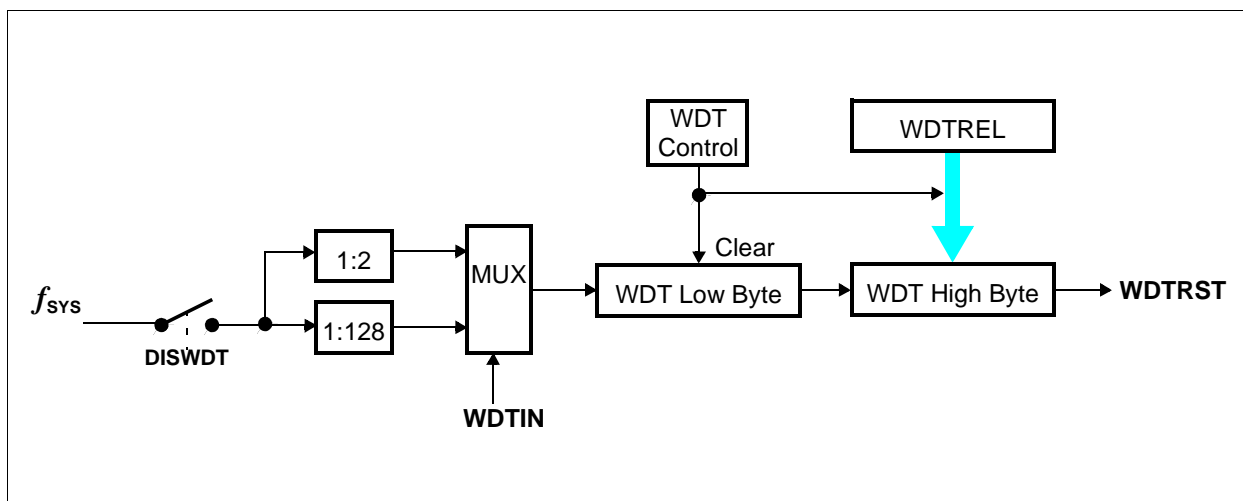 WDT
Control
WDTREL
Clear
1:2
MUX
WDT Low Byte
WDT High Byte
WDTRST
fSYS
1:128
DISWDT
WDTIN